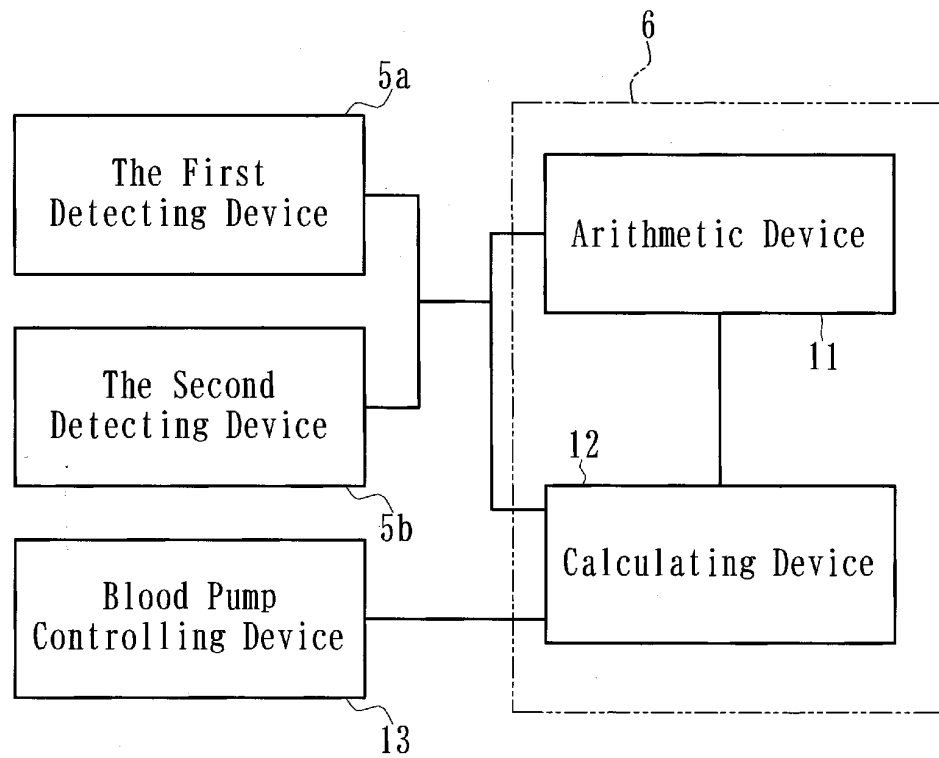 6
5a
The First
Detecting Device
Arithmetic Device
11
The Second
Detecting Device
5b
12
Calculating Device
Blood Pump
Controlling Device
13